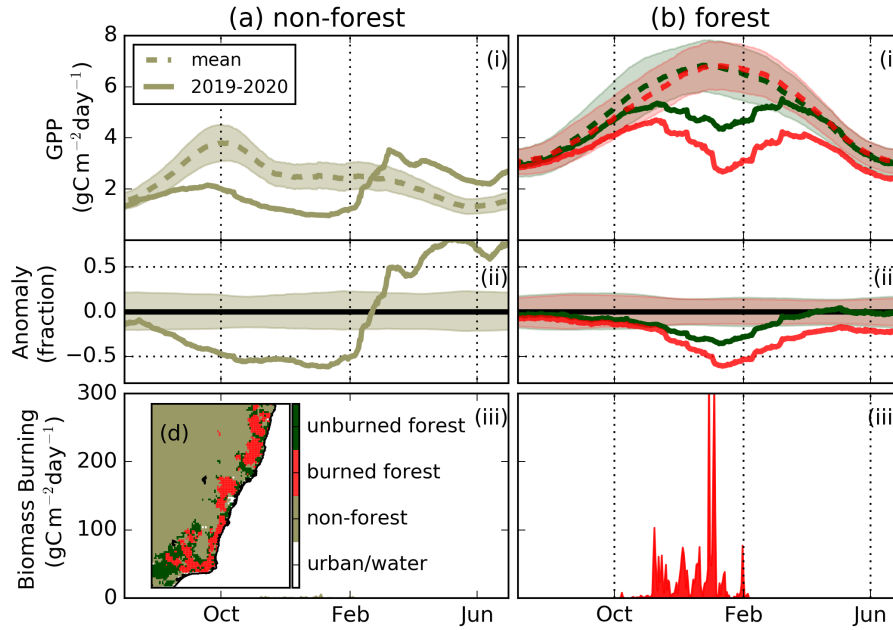 (a) non-forest
(b) forest
8
6
4
2
GPP
(gC m⁻² day⁻¹)
mean
2019-2020
(i)
(i
0.5
0.0
−0.5
Anomaly
(fraction)
(ii)
(ii
300
200
100
0
Biomass Burning
(gC m⁻² day⁻¹)
(d)
unburned forest
burned forest
non-forest
urban/water
(iii)
(iii
Oct
Feb
Jun
Oct
Feb
Jun